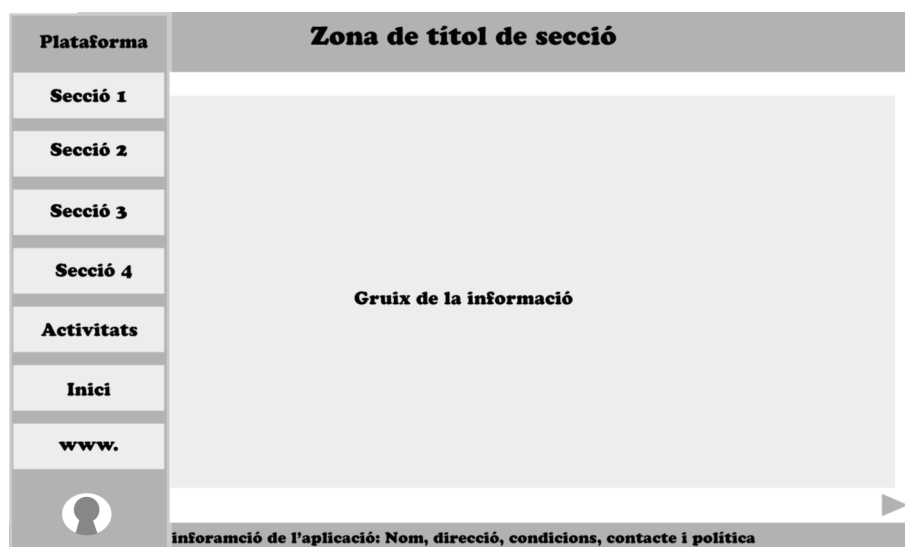 Plataforma
Zona de títol de secció
Secció 1
Secció 2
Secció 3
Secció 4
Activitats
Inici
www.
Gruix de la informació
inforamció de l'aplicació: Nom, direcció, condicions, contacte i política